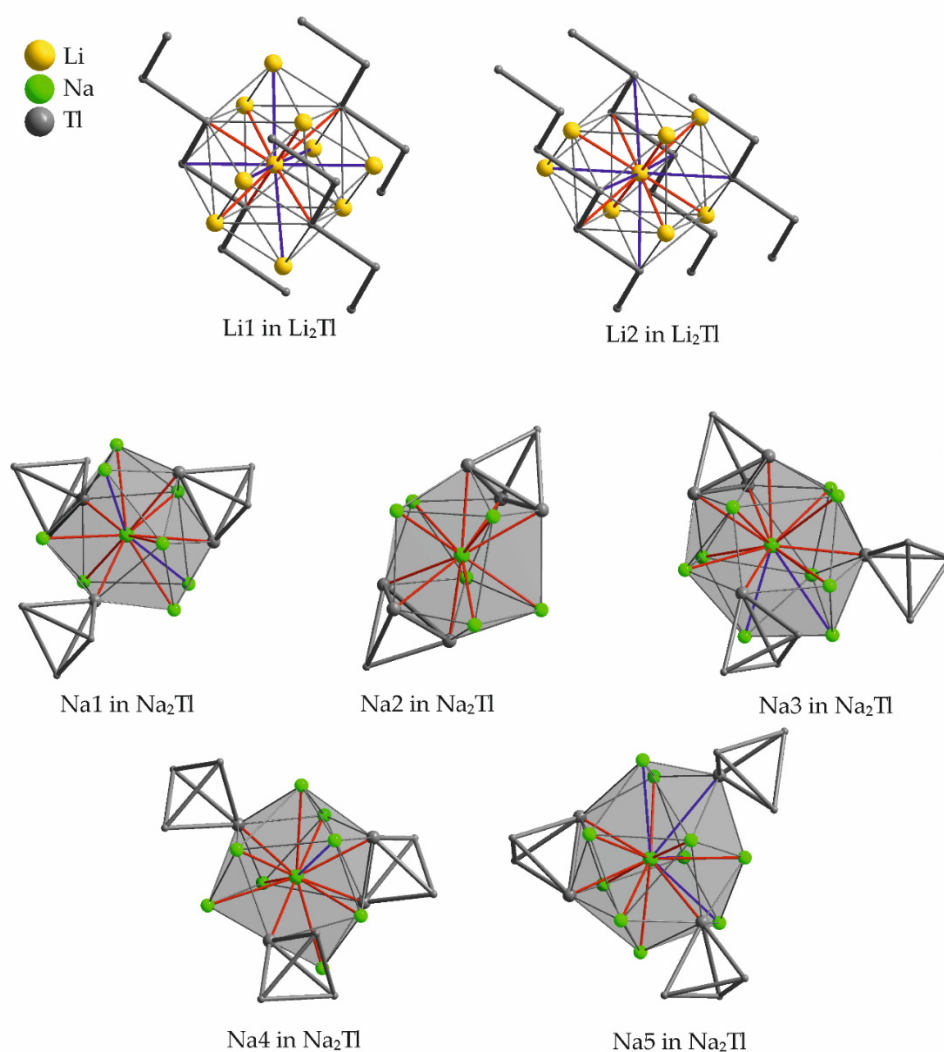 Li
Na
Tl
Li1 in Li₂Tl
Li2 in Li₂Tl
Na1 in Na₂Tl
Na2 in Na₂Tl
Na3 in Na₂Tl
Na4 in Na₂Tl
Na5 in Na₂Tl